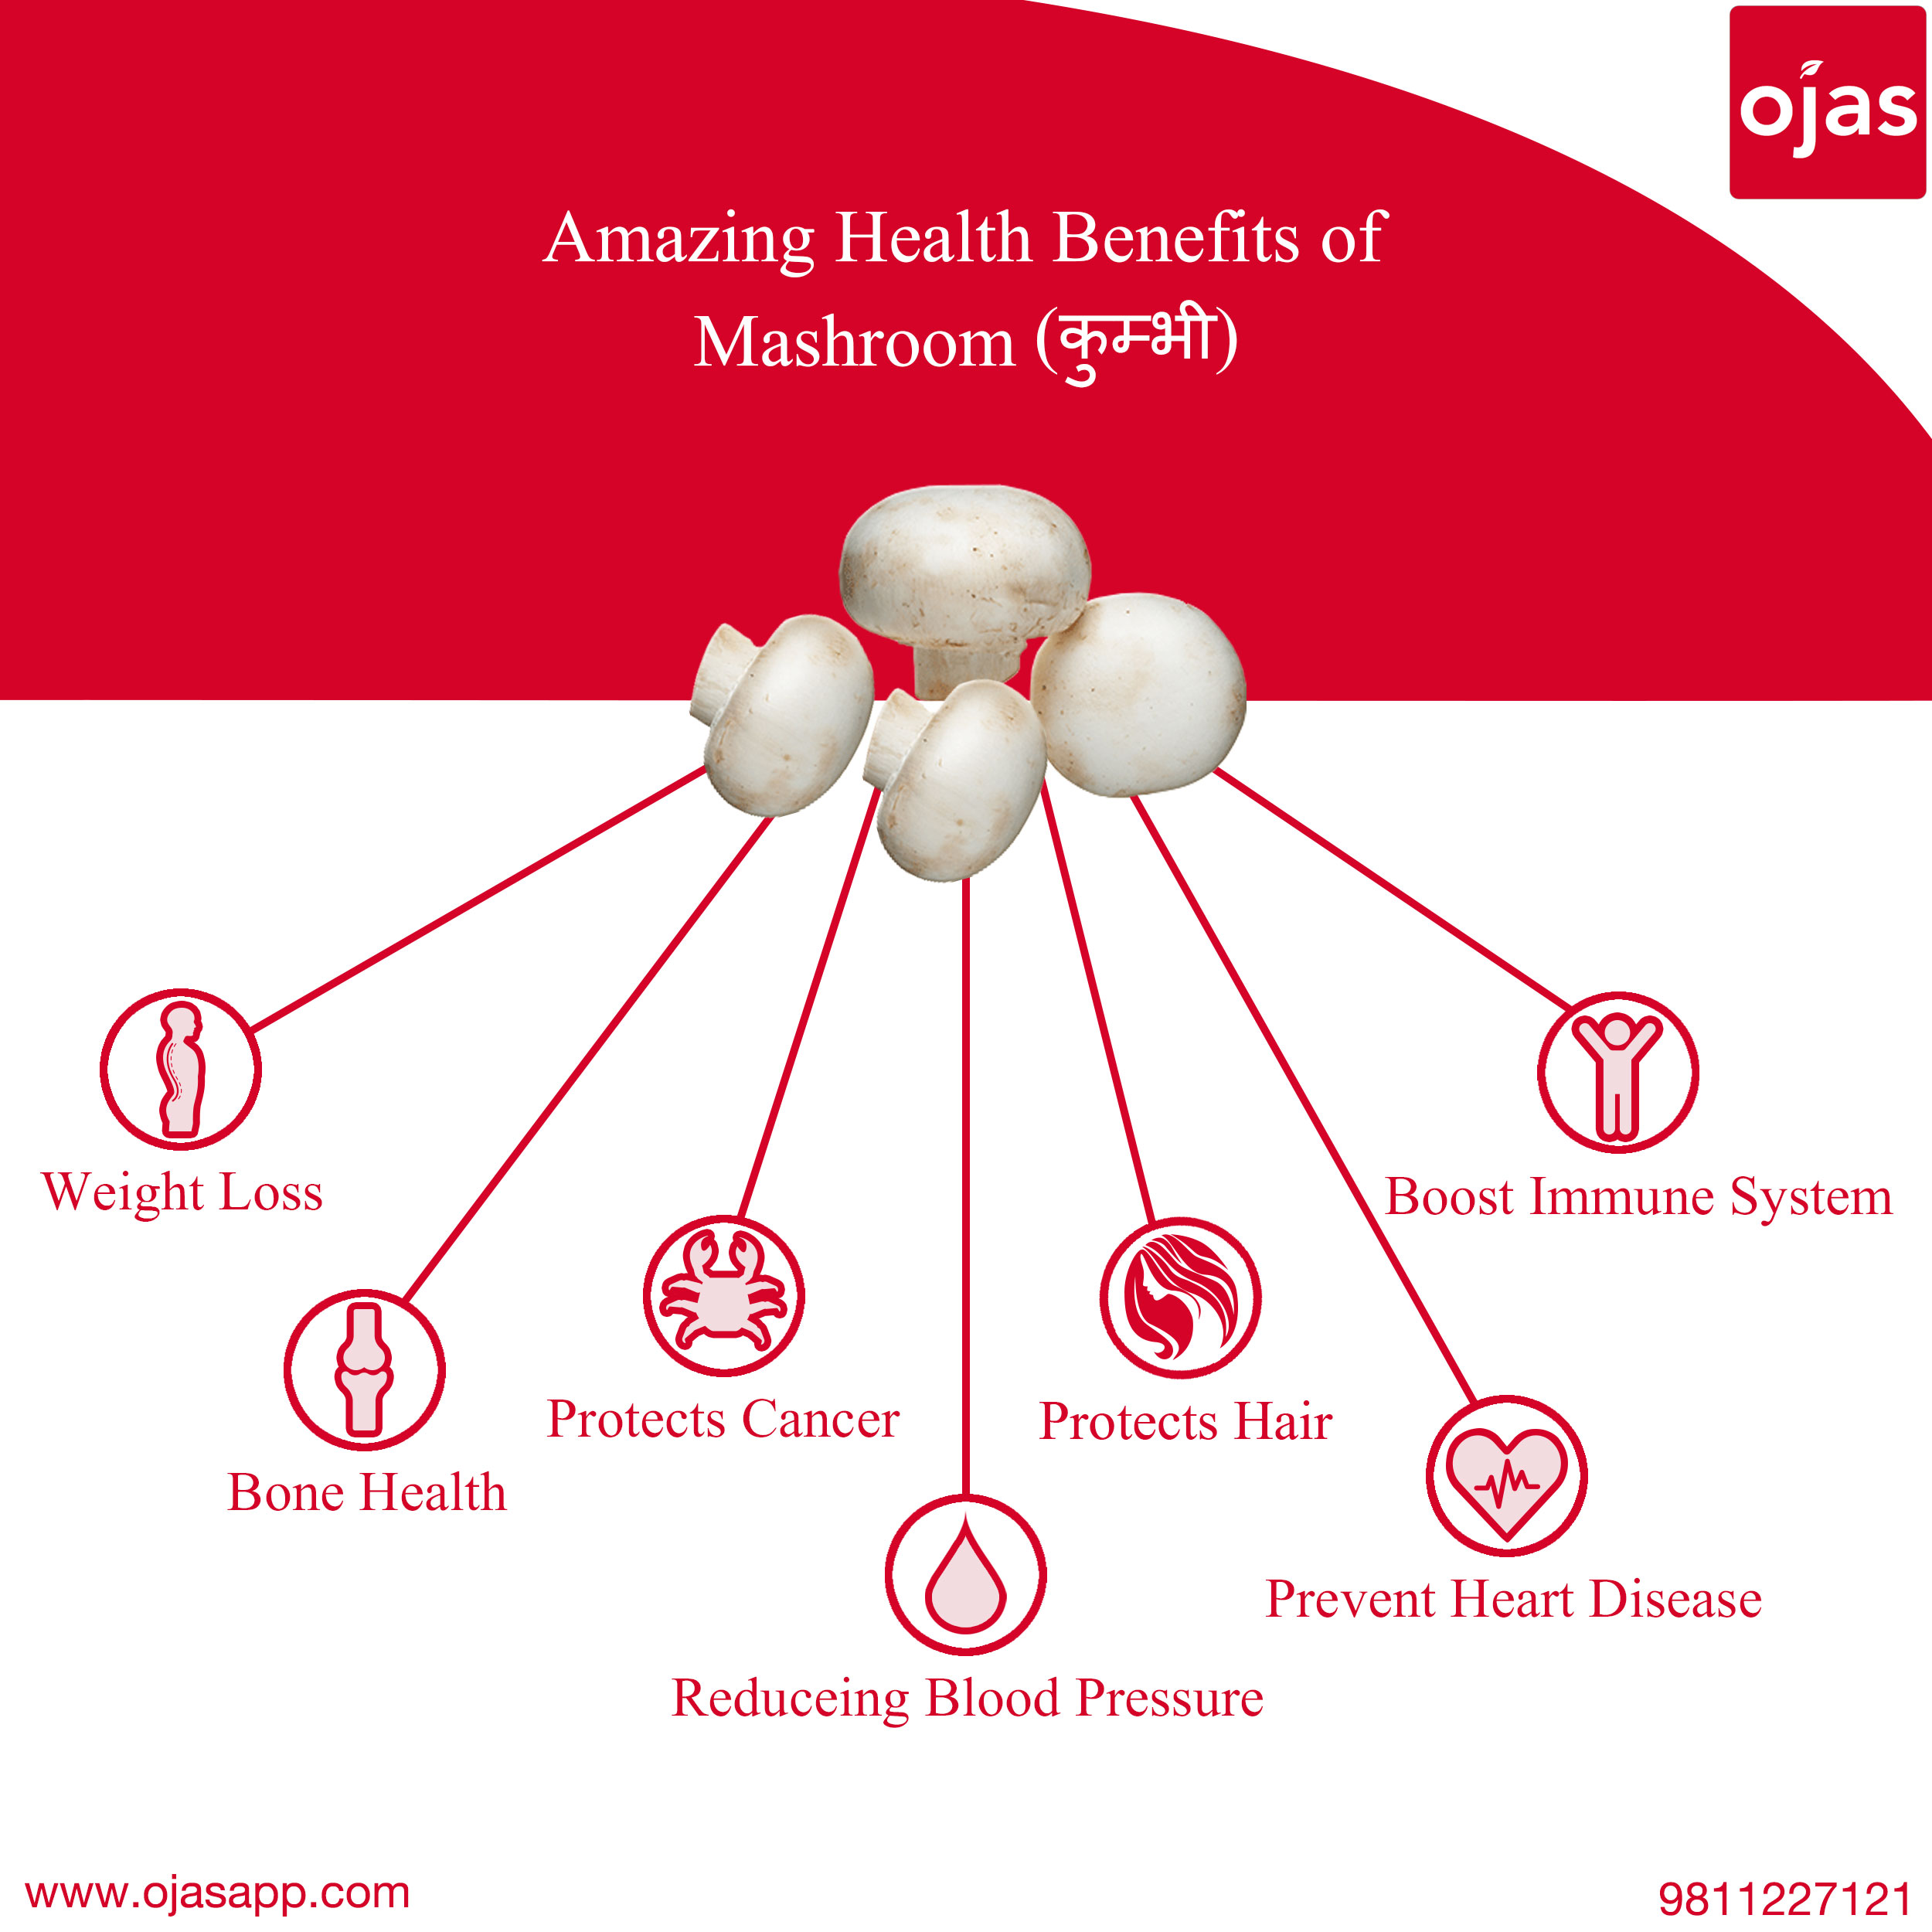 ojas
Amazing Health Benefits of
Mashroom (कुम्भी)
Weight Loss
Boost Immune System
Protects Cancer
Protects Hair
Bone Health
Prevent Heart Disease
Reduceing Blood Pressure
www.ojasapp.com
9811227121